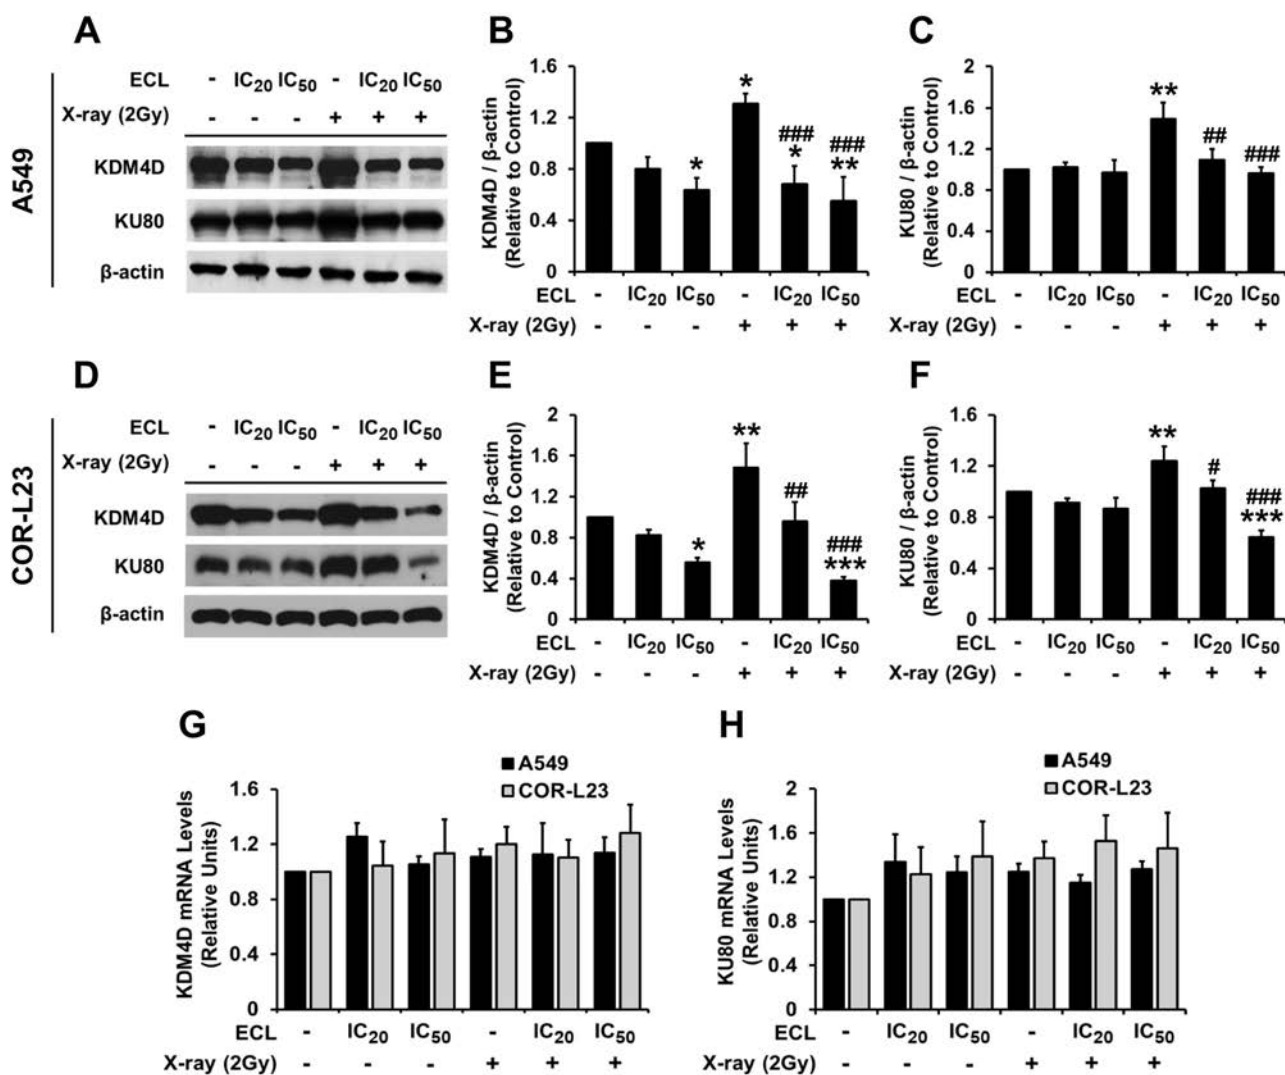 A
A549
ECL - IC20 IC50 - IC20 IC50
X-ray (2Gy) - - - + + +
KDM4D
KU80
β-actin
B
KDM4D / β-actin
(Relative to Control)
1.6
1.2
0.8
0.4
0
*
*
###
*
###
**
ECL - IC20 IC50 - IC20 IC50
X-ray (2Gy) - - - + + +
C
KU80 / β-actin
(Relative to Control)
2
1.6
1.2
0.8
0.4
0
**
##
###
ECL - IC20 IC50 - IC20 IC50
X-ray (2Gy) - - - + + +
D
COR-L23
ECL - IC20 IC50 - IC20 IC50
X-ray (2Gy) - - - + + +
KDM4D
KU80
β-actin
E
KDM4D / β-actin
(Relative to Control)
2
1.6
1.2
0.8
0.4
0
*
**
##
###
***
ECL - IC20 IC50 - IC20 IC50
X-ray (2Gy) - - - + + +
F
KU80 / β-actin
(Relative to Control)
1.6
1.2
0.8
0.4
0
**
#
###
***
ECL - IC20 IC50 - IC20 IC50
X-ray (2Gy) - - - + + +
G
A549
COR-L23
KDM4D mRNA Levels
(Relative Units)
1.6
1.2
0.8
0.4
0
ECL - IC20 IC50 - IC20 IC50
X-ray (2Gy) - - - + + +
H
A549
COR-L23
KU80 mRNA Levels
(Relative Units)
2
1.6
1.2
0.8
0.4
0
ECL - IC20 IC50 - IC20 IC50
X-ray (2Gy) - - - + + +